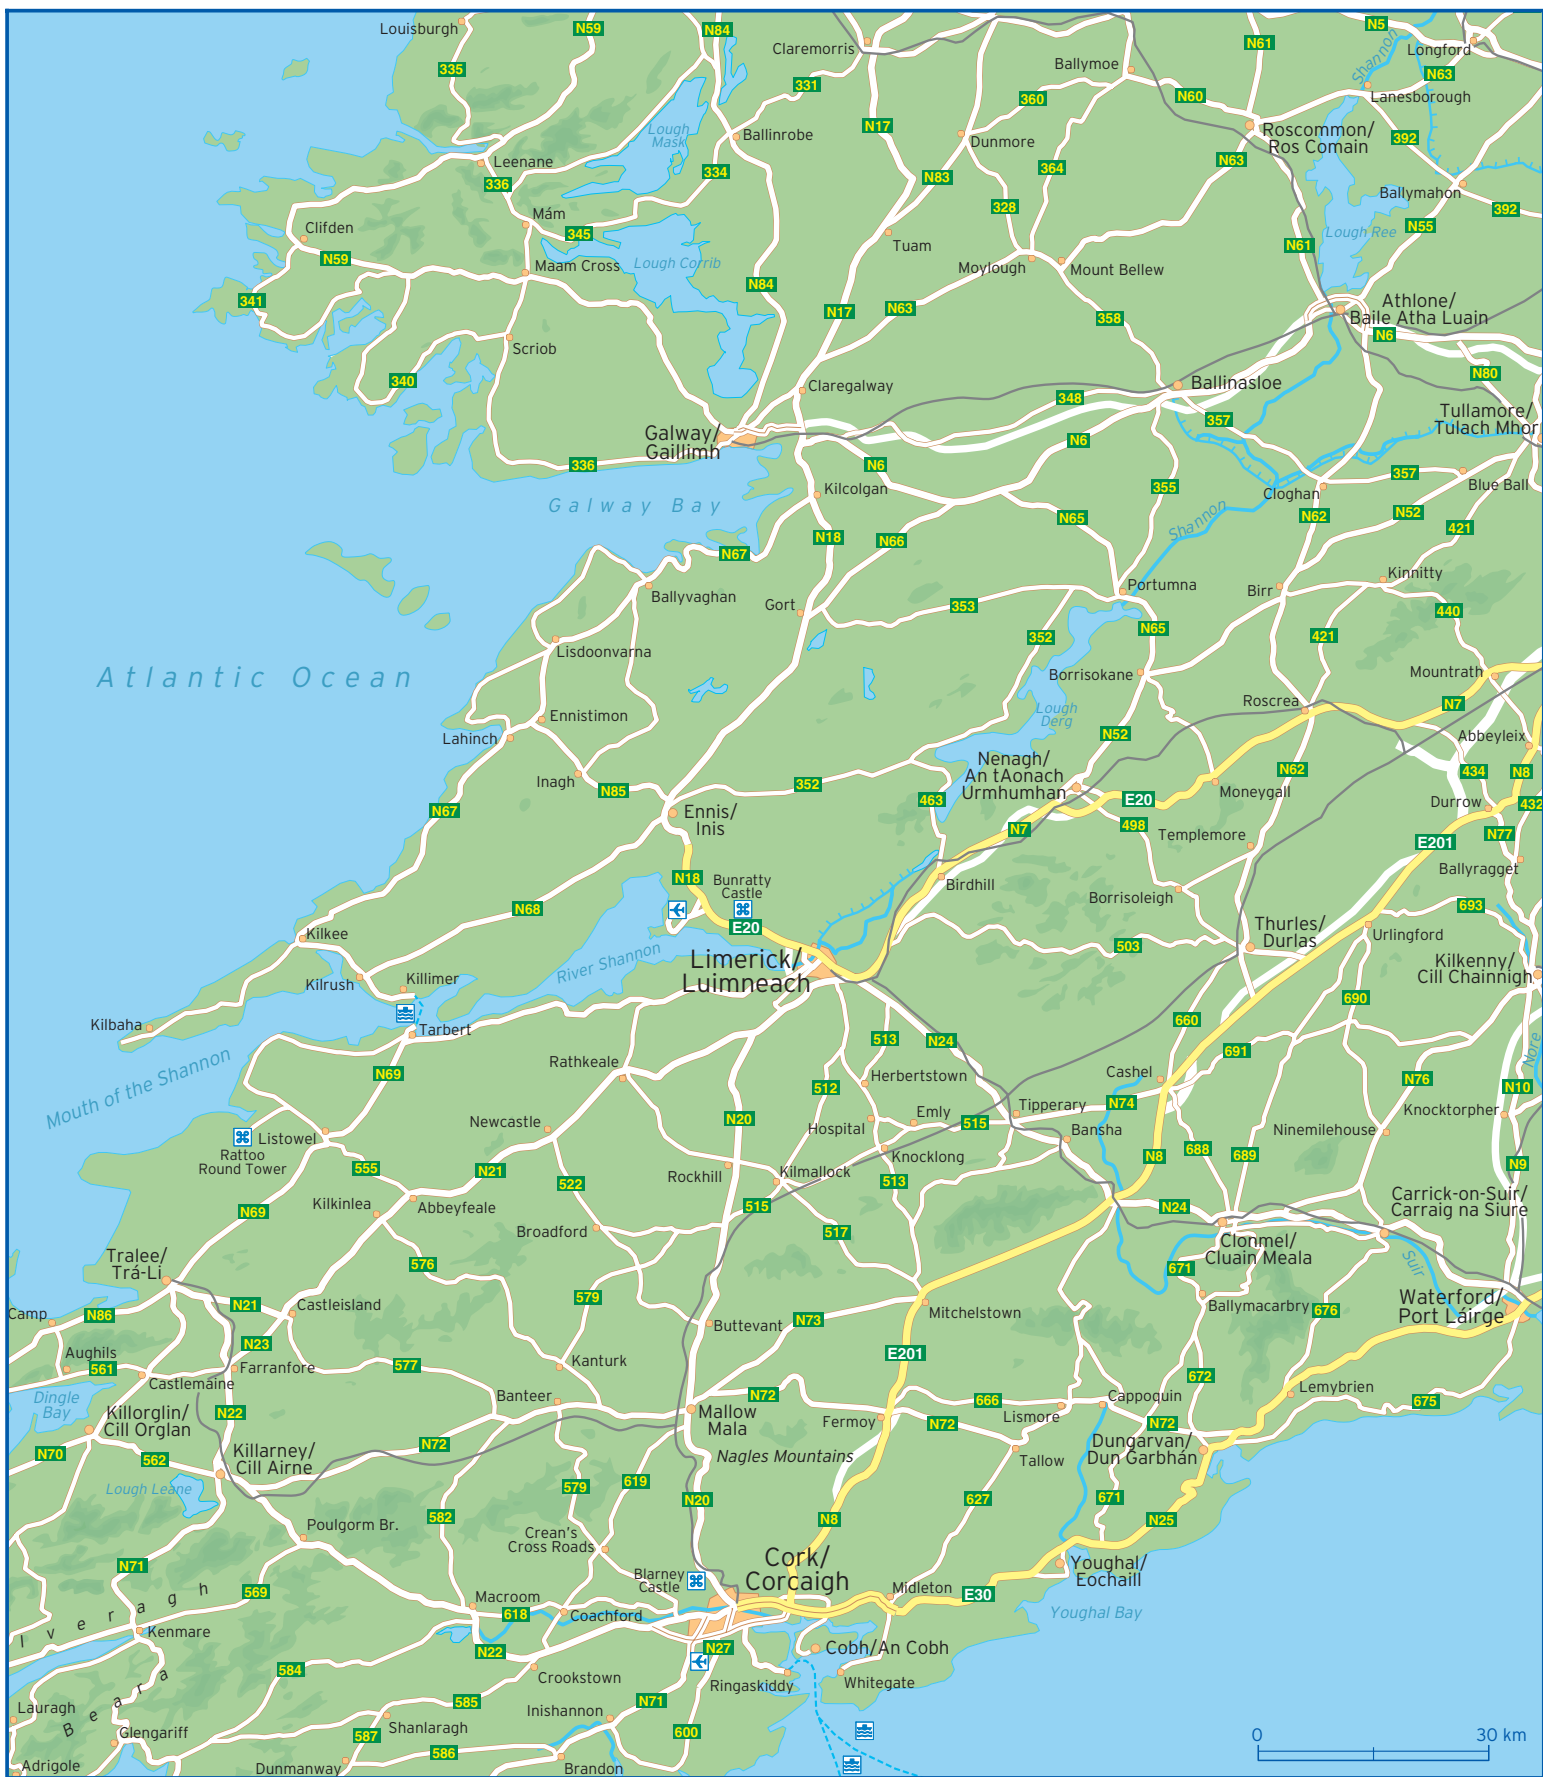 Louisburgh
N59
N84
Claremorris
Ballymoe
N61
N5
Shannon
Longford
335
331
360
N60
N63
Lanesborough
Lough
Mask
Ballinrobe
N17
Dunmore
Roscommon/
Ros Comain
392
Leenane
336
334
N83
364
N63
Ballymahon
328
392
Clifden
Mám
345
Tuam
N61
Lough Ree
N55
N59
Maam Cross
Lough Corrib
Moylough
Mount Bellew
341
N84
N17
N63
358
Athlone/
Baile Atha Luain
N6
Scriob
340
Claregalway
348
Ballinasloe
N80
Tullamore/
Tulach Mhor
Galway/
Gaillimh
357
N6
336
N6
357
Blue Ball
Galway Bay
Kilcolgan
355
Cloghan
N65
Shannon
N62
N52
421
N67
N18
N66
Kinnitty
Ballyvaghan
Gort
353
Portumna
Birr
440
Lisdoonvarna
352
N65
421
Atlantic Ocean
Borrisokane
Mountrath
Ennistimon
Lough
Derg
Roscrea
N7
Lahinch
N52
Abbeyleix
Inagh
N85
352
Nenagh/
An tAonach
Urmhumhan
N62
434
N8
N67
Ennis/
Inis
463
E20
Moneygall
Durrow
432
N7
498
Templemore
E201
N77
N18
Bunratty
Castle
Birdhill
Borrisoleigh
Ballyragget
N68
E20
693
Kilkee
503
Thurles/
Durlas
Urlingford
River Shannon
Limerick/
Luimneach
Kilkenny/
Cill Chainnigh
Kilrush
Killimer
690
Kilbaha
Tarbert
660
513
N24
691
Nore
Mouth of the Shannon
N69
Rathkeale
512
Herbertstown
Cashel
N76
N10
Newcastle
N20
Emly
515
Tipperary
N74
Knocktorpher
Rattoo
Round Tower
Listowel
Hospital
Bansha
Ninemilehouse
555
N21
Knocklong
N8
688
689
N9
522
Rockhill
Kilmallock
513
Kilkinlea
Abbeyfeale
515
N24
Carrick-on-Suir/
Carraig na Siure
N69
Broadford
517
Clonmel/
Cluain Meala
Tralee/
Trá-Li
576
671
Suir
Camp
N86
N21
Castleisland
579
Buttevant
N73
Mitchelstown
Ballymacarbry
676
Waterford/
Port Láirge
N23
Aughils
561
Farranfore
577
Kanturk
E201
Castlemaine
672
Dingle
Bay
Banteer
N72
666
Cappoquin
Lemybrien
675
Killorglin/
Cill Orglan
N22
Mallow
Mala
Fermoy
N72
Lismore
N72
N70
562
Killarney/
Cill Airne
N72
Nagles Mountains
Tallow
Dungarvan/
Dun Garbhán
Lough Leane
579
619
N20
627
671
Poulgorm Br.
582
Crean's
Cross Roads
N8
N25
N71
569
Blarney
Castle
Cork/
Corcaigh
Youghal/
Eochaill
Iveragh
Macroom
618
Coachford
Midleton
E30
Youghal Bay
Kenmare
N22
N27
Cobh/An Cobh
584
Crookstown
Ringaskiddy
Whitegate
Lauragh
Beara
585
Inishannon
N71
Glengariff
587
Shanlaragh
600
0 30 km
586
Adrigole
Dunmanway
Brandon